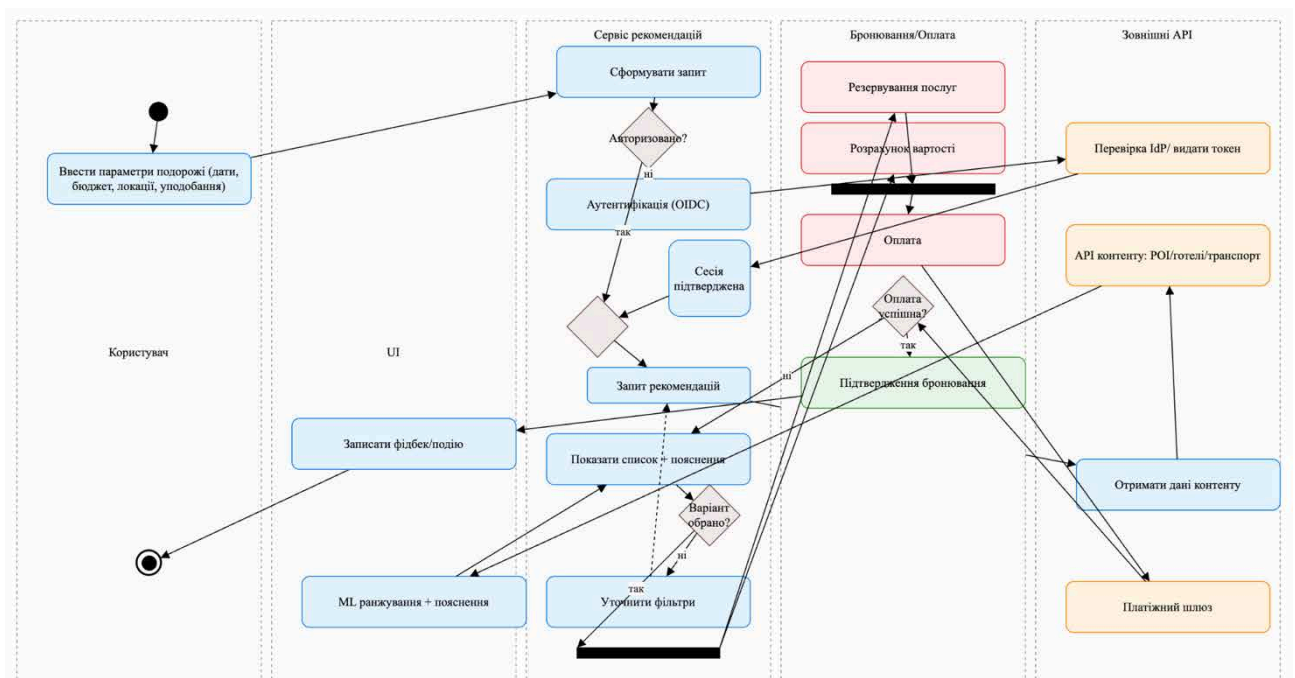 Сервіс рекомендацій
Бронювання/Оплата
Зовнішні API
Користувач
UI
Ввести параметри подорожі (дати,
бюджет, локації, уподобання)
Сформувати запит
Авторизовано?
ні
Аутентифікація (OIDC)
так
Сесія
підтверджена
Запит рекомендацій
Показати список + пояснення
Варіант
обрано?
ні
так
Уточнити фільтри
Записати фідбек/подію
ML ранжування + пояснення
Резервування послуг
Розрахунок вартості
Оплата
Оплата
успішна?
так
ні
Підтвердження бронювання
Перевірка IdP/ видати токен
API контенту: POI/готелі/транспорт
Отримати дані контенту
Платіжний шлюз